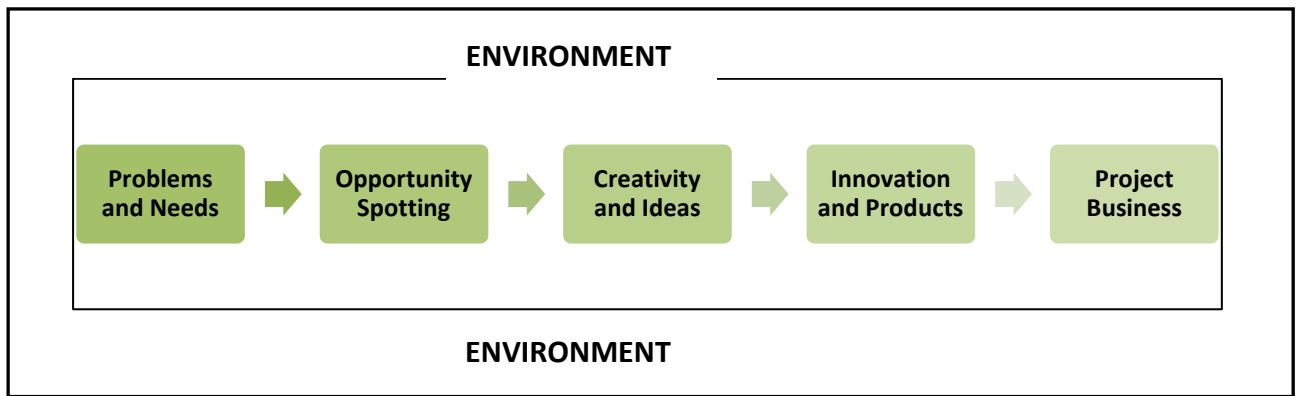 ENVIRONMENT
Problems
and Needs
Opportunity
Spotting
Creativity
and Ideas
Innovation
and Products
Project
Business
ENVIRONMENT